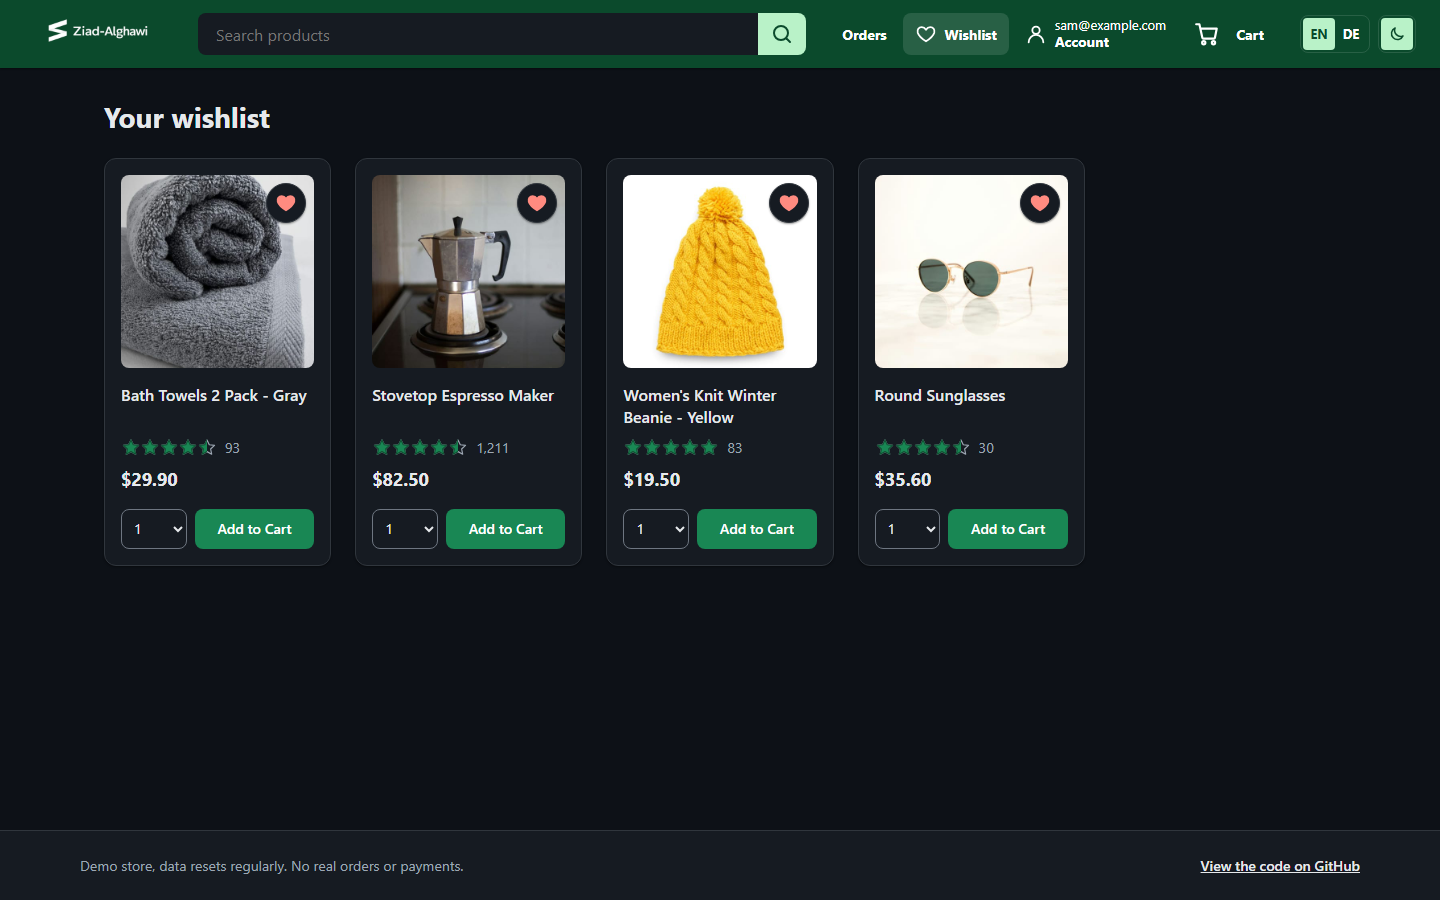 Ziad-Alghawi
Search products
Orders
Wishlist
sam@example.com
Account
Cart
EN
DE
Your wishlist
Bath Towels 2 Pack - Gray
93
$29.90
1
Add to Cart
Stovetop Espresso Maker
1,211
$82.50
1
Add to Cart
Women's Knit Winter
Beanie - Yellow
83
$19.50
1
Add to Cart
Round Sunglasses
30
$35.60
1
Add to Cart
Demo store, data resets regularly. No real orders or payments.
View the code on GitHub